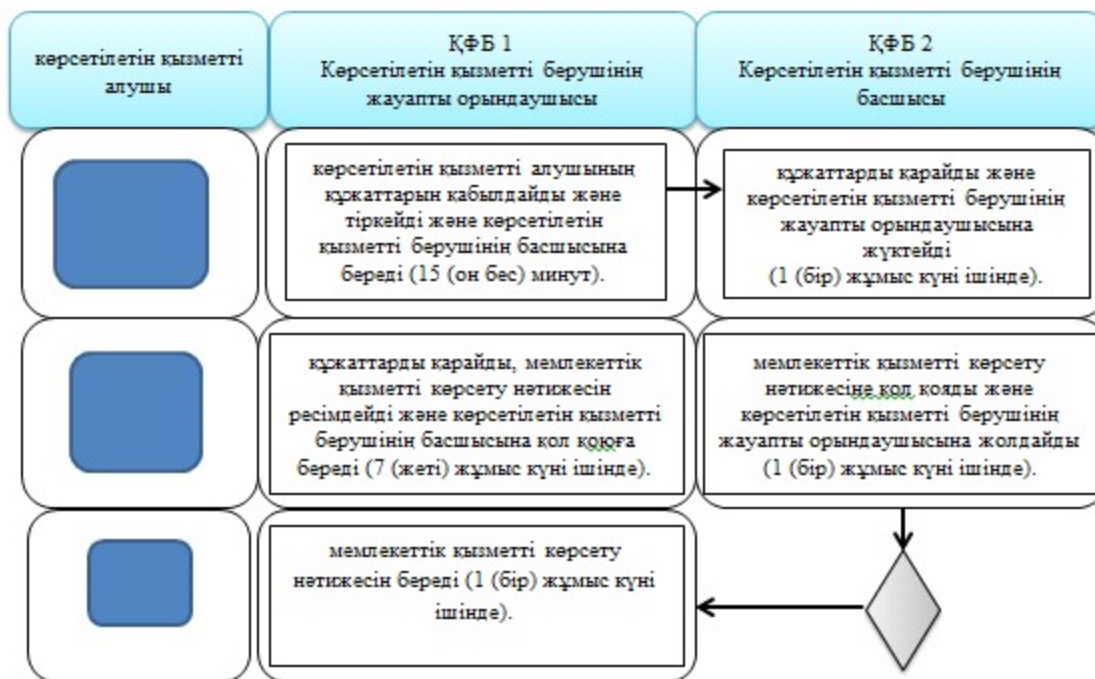 көрсетілетін қызметті
алушы
ҚФБ 1
Көрсетілетін қызметті берушінің
жауапты орындаушысы
ҚФБ 2
Көрсетілетін қызметті берушінің
басшысы
көрсетілетін қызметті алушының
құжаттарын қабылдайды және
тіркейді және көрсетілетін
қызметті берушінің басшысына
береді (15 (он бес) минут).
құжаттарды қарайды және
көрсетілетін қызметті берушінің
жауапты орындаушысына
жүктейді
(1 (бір) жұмыс күні ішінде).
құжаттарды қарайды, мемлекеттік
қызметті көрсету нәтижесін
ресімдейді және көрсетілетін қызметті
берушінің басшысына қол қоюға
береді (7 (жеті) жұмыс күні ішінде).
мемлекеттік қызметті көрсету
нәтижесіне қол қояды және
көрсетілетін қызметті берушінің
жауапты орындаушысына жолдайды
(1 (бір) жұмыс күні ішінде).
мемлекеттік қызметті көрсету
нәтижесін береді (1 (бір) жұмыс күні
ішінде).